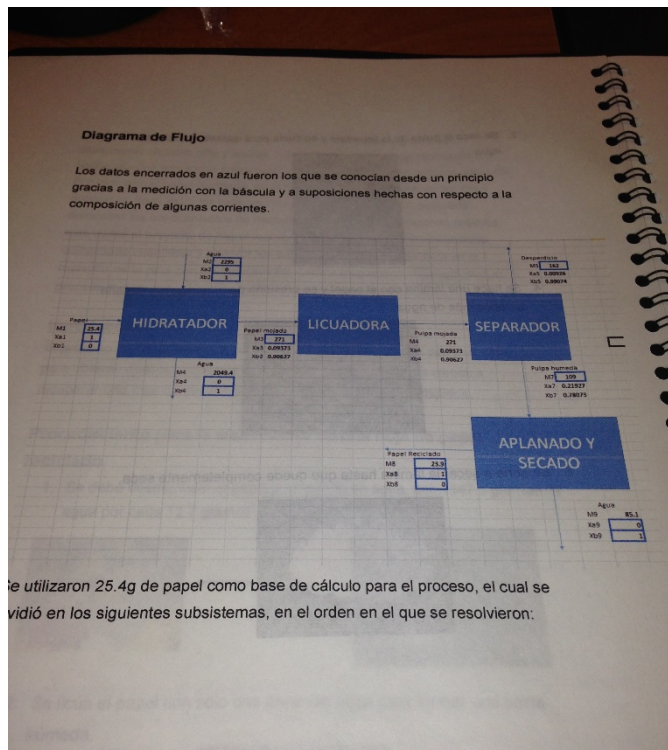 Diagrama de Flujo
Los datos encerrados en azul fueron los que se conocían desde un principio
gracias a la medición con la báscula y a suposiciones hechas con respecto a la
composición de algunas corrientes.
Agua
M2 2295
Xa2 0
Xb2 1
Desperdicio
M5 162
Xa5 0.00926
Xb5 0.99074
Papel
M1 25.4
Xa1 1
Xb1 0
HIDRATADOR
Papel mojado
M3 271
Xa3 0.09373
Xb3 0.90627
LICUADORA
Pulpa mojada
M4 271
Xa4 0.09373
Xb4 0.90627
SEPARADOR
Agua
M4 2049.4
Xa4 0
Xb4 1
Pulpa humeda
M7 109
Xa7 0.21927
Xb7 0.78073
APLANADO Y
SECADO
Papel Reciclado
M8 23.9
Xa8 1
Xb8 0
Agua
M9 85.1
Xa9 0
Xb9 1
Se utilizaron 25.4g de papel como base de cálculo para el proceso, el cual se
vidió en los siguientes subsistemas, en el orden en el que se resolvieron: